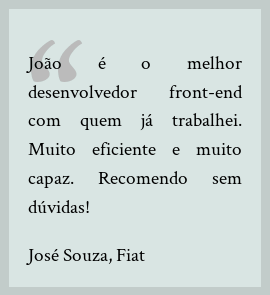 João é o melhor
desenvolvedor front-end
com quem já trabalhei.
Muito eficiente e muito
capaz. Recomendo sem
dúvidas!
José Souza, Fiat